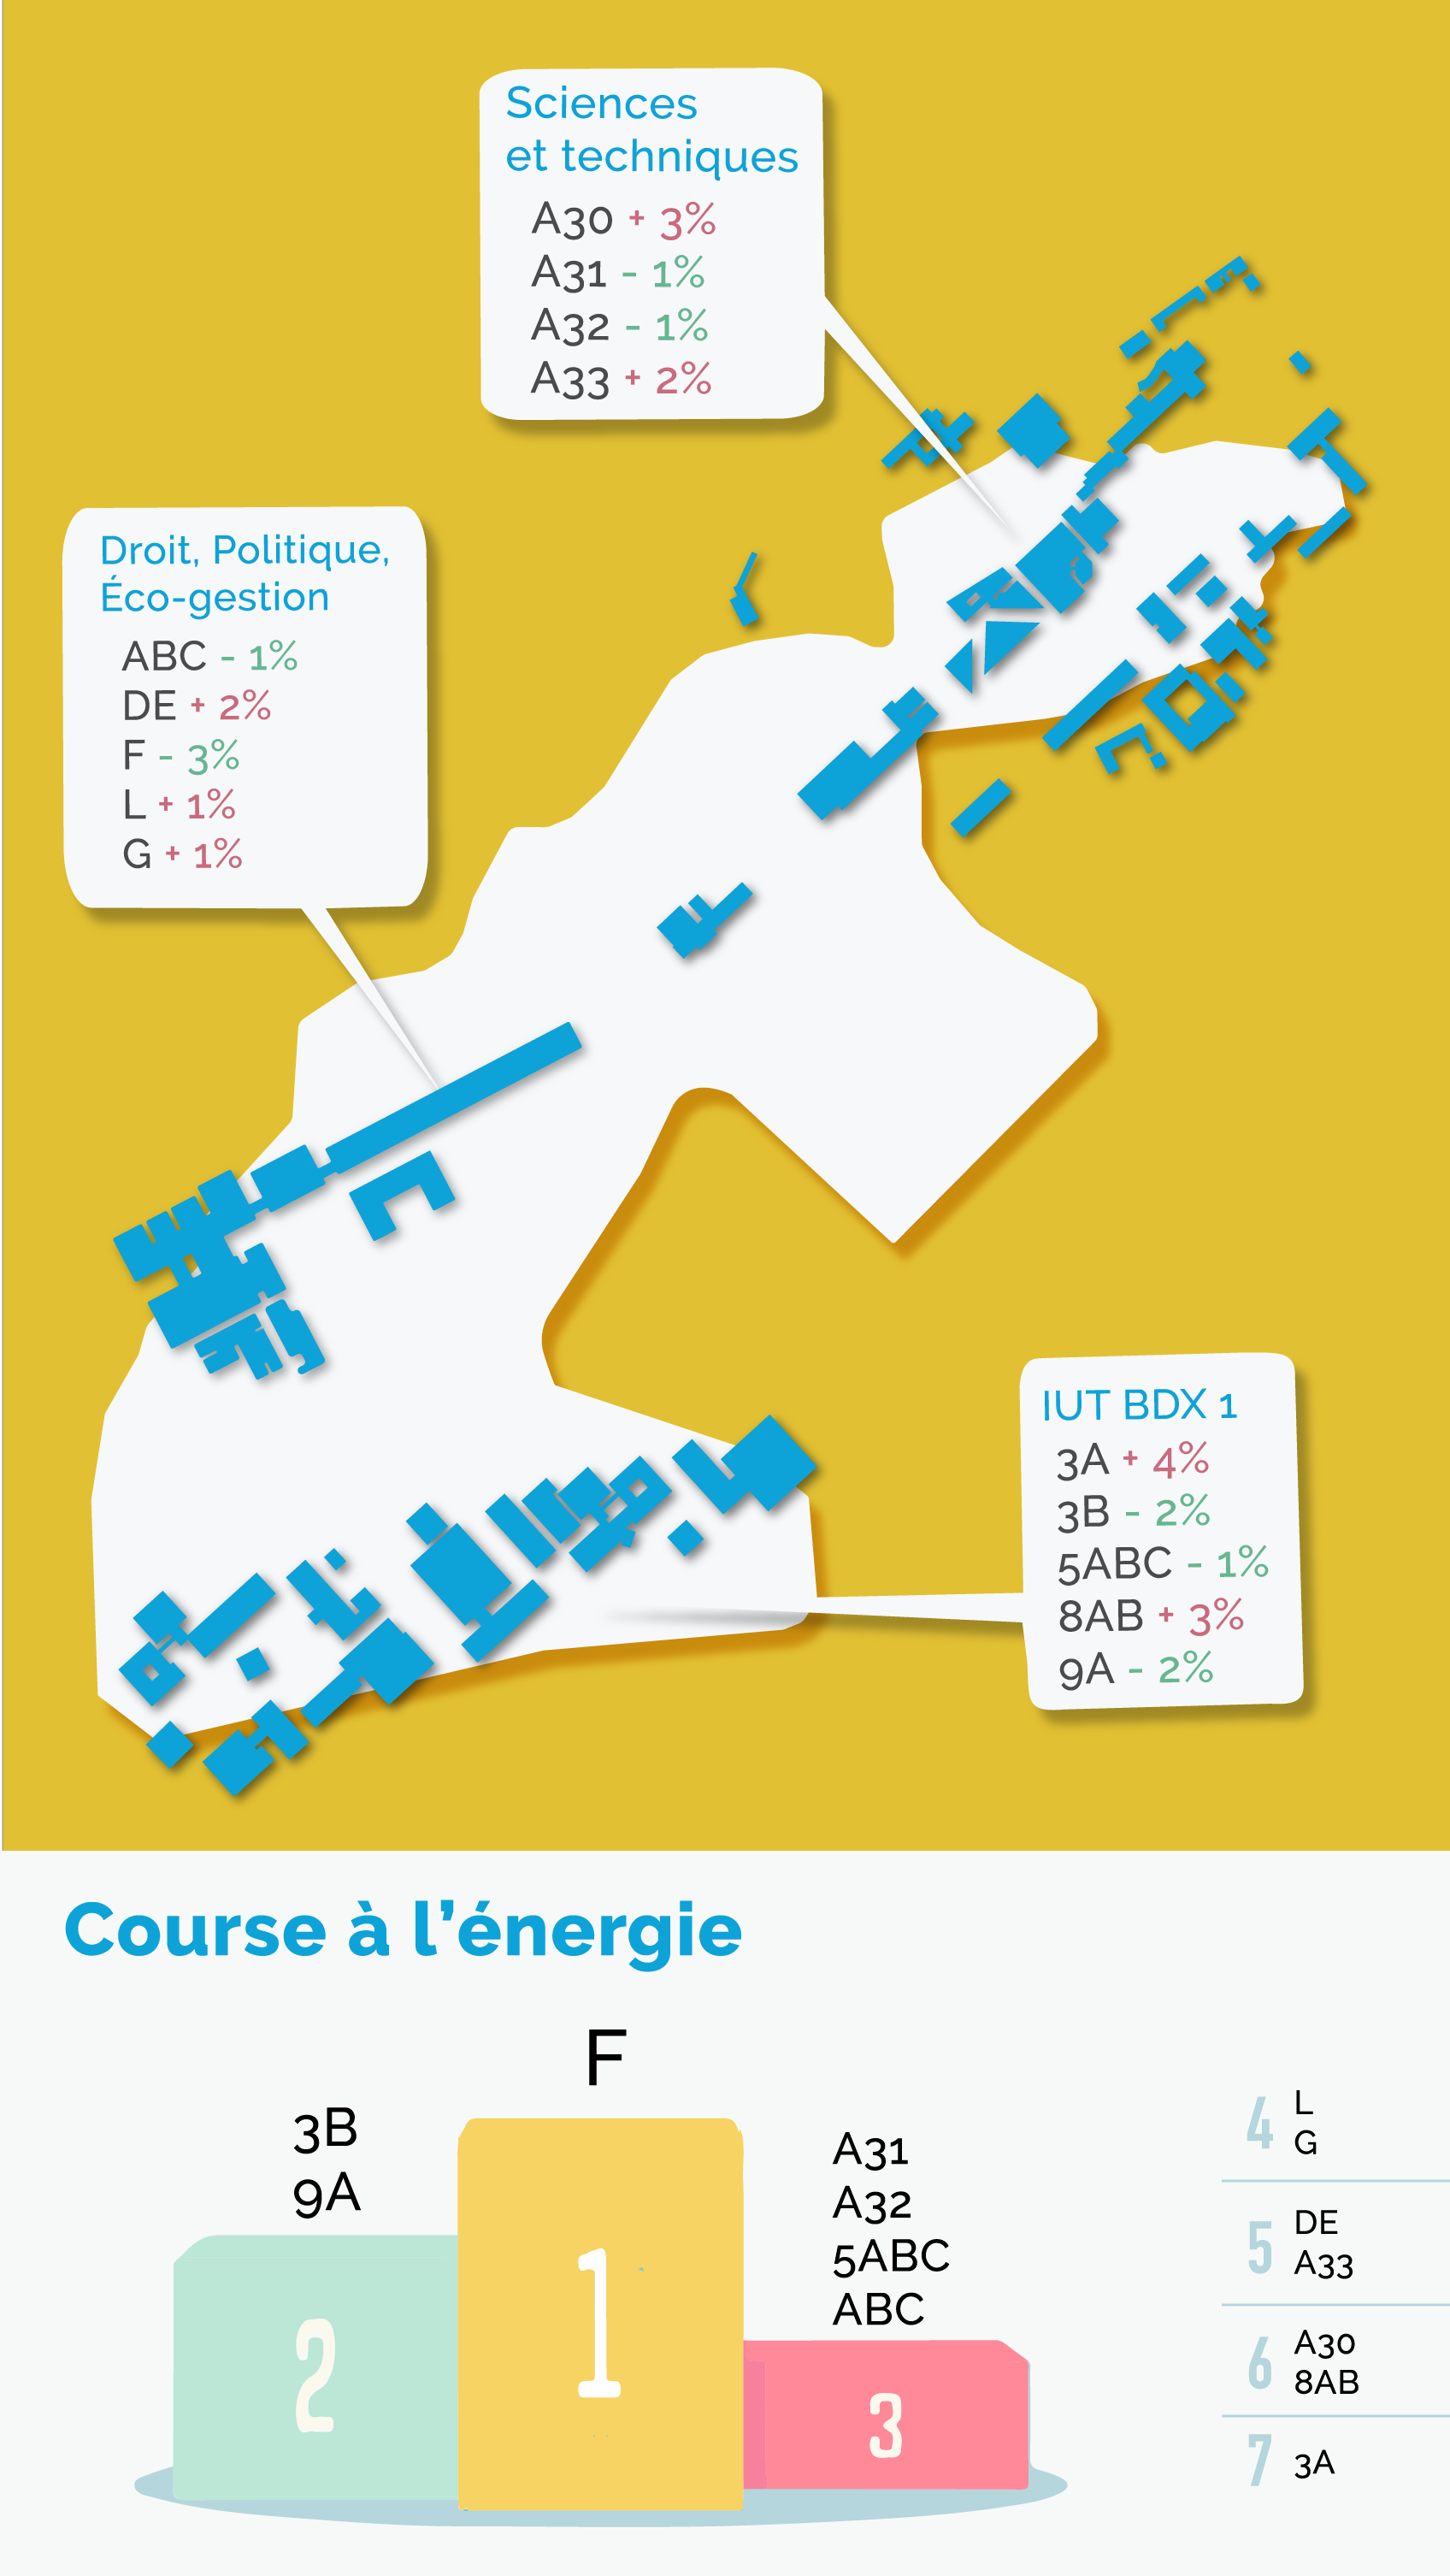 Sciences
et techniques
A30 + 3%
A31 - 1%
A32 - 1%
A33 + 2%
Droit, Politique,
Éco-gestion
ABC - 1%
DE + 2%
F - 3%
L + 1%
G + 1%
IUT BDX 1
3A + 4%
3B - 2%
5ABC - 1%
8AB + 3%
9A - 2%
Course à l’énergie
F
3B
9A
A31
A32
5ABC
ABC
2
1
3
4
L
G
5
DE
A33
6
A30
8AB
7
3A